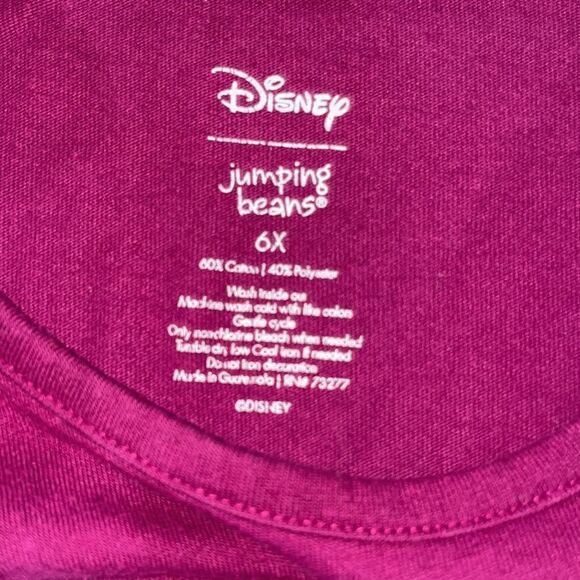 Disney
jumping
beans®
6X
60% Cotton | 40% Polyester
Wash Inside out
Machine wash cold with like colors
Gentle cycle
Only nonchlorine bleach when needed
Tumble dry, low Cool iron if needed
Do not iron decoration
Made in Guatemala | RN# 73277
©DISNEY